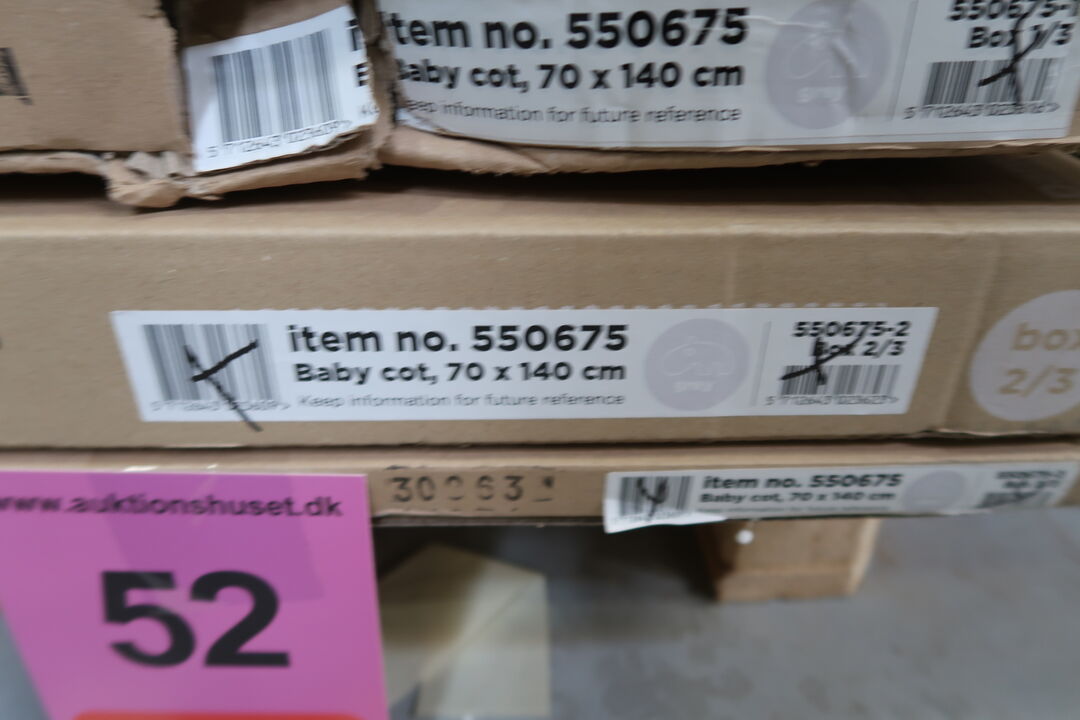 item no. 550675
Baby cot, 70 x 140 cm
Keep information for future reference
550675-1
Box 1/3
item no. 550675
Baby cot, 70 x 140 cm
Keep information for future reference
grey
550675-2
Box 2/3
box
2/3
item no. 550675
Baby cot, 70 x 140 cm
www.auktionshuset.dk
52